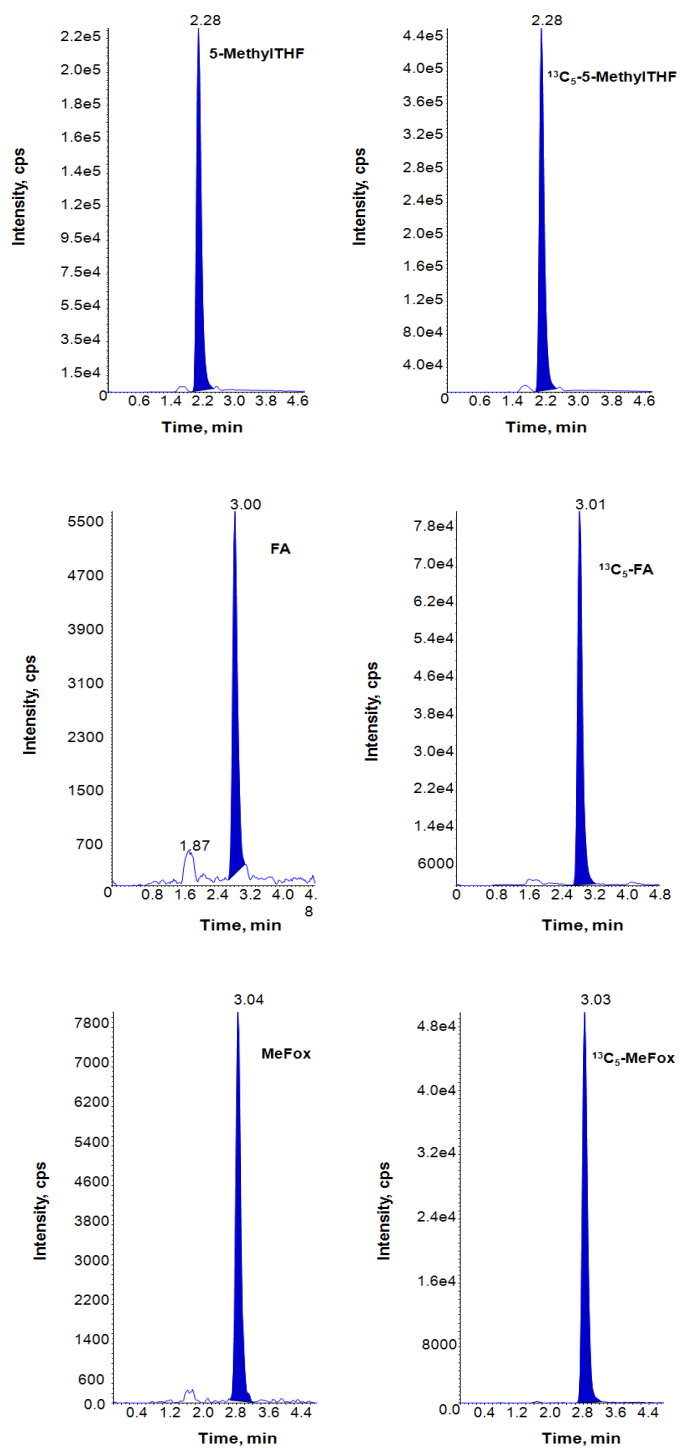 2.28
5-MethylTHF
2.2e5
2.0e5
1.8e5
1.6e5
1.4e5
1.2e5
9.5e4
7.5e4
5.5e4
3.5e4
1.5e4
0
0.6 1.4 2.2 3.0 3.8 4.6
Intensity, cps
Time, min
2.28
¹³C₅-5-MethylTHF
4.4e5
4.0e5
3.6e5
3.2e5
2.8e5
2.4e5
2.0e5
1.6e5
1.2e5
8.0e4
4.0e4
0
0.6 1.4 2.2 3.0 3.8 4.6
Intensity, cps
Time, min
3.00
FA
5500
4700
3900
3100
2300
1500
700
1.87
0 0.8 1.6 2.4 3.2 4.0 4.
8
Intensity, cps
Time, min
3.01
¹³C₅-FA
7.8e4
7.0e4
6.2e4
5.4e4
4.6e4
3.8e4
3.0e4
2.2e4
1.4e4
6000
0 0.8 1.6 2.4 3.2 4.0 4.8
Intensity, cps
Time, min
3.04
MeFox
7800
7000
6200
5400
4600
3800
3000
2200
1400
600
0.0
0.4 1.2 2.0 2.8 3.6 4.4
Intensity, cps
Time, min
3.03
¹³C₅-MeFox
4.8e4
4.0e4
3.2e4
2.4e4
1.6e4
8000
0.0
0.4 1.2 2.0 2.8 3.6 4.4
Intensity, cps
Time, min